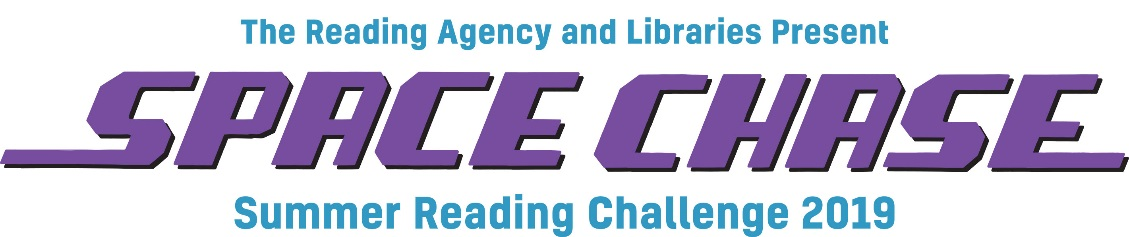 The Reading Agency and Libraries Present
SPACE CHASE
Summer Reading Challenge 2019